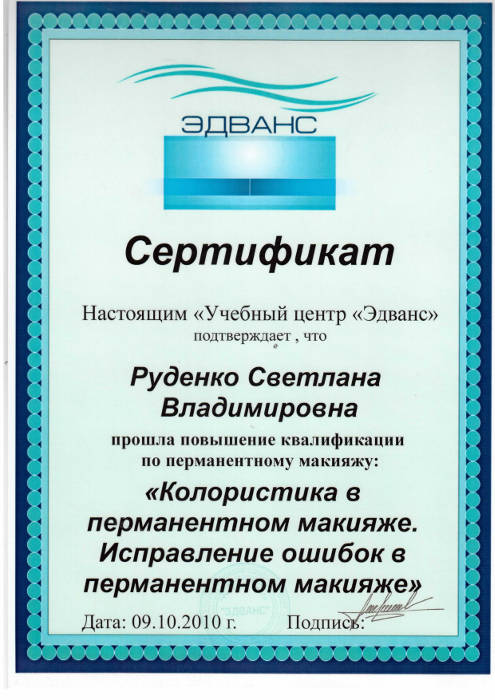 ЭДВАНС
Сертификат
Настоящим «Учебный центр «Эдванс»
подтверждает , что
Руденко Светлана
Владимировна
прошла повышение квалификации
по перманентному макияжу:
«Колористика в
перманентном макияже.
Исправление ошибок в
перманентном макияже»
"ЭДВАНС"
Дата: 09.10.2010 г. Подпись: